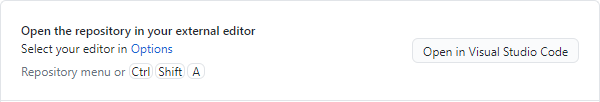 Open the repository in your external editor
Select your editor in Options
Open in Visual Studio Code
Repository menu or Ctrl Shift A